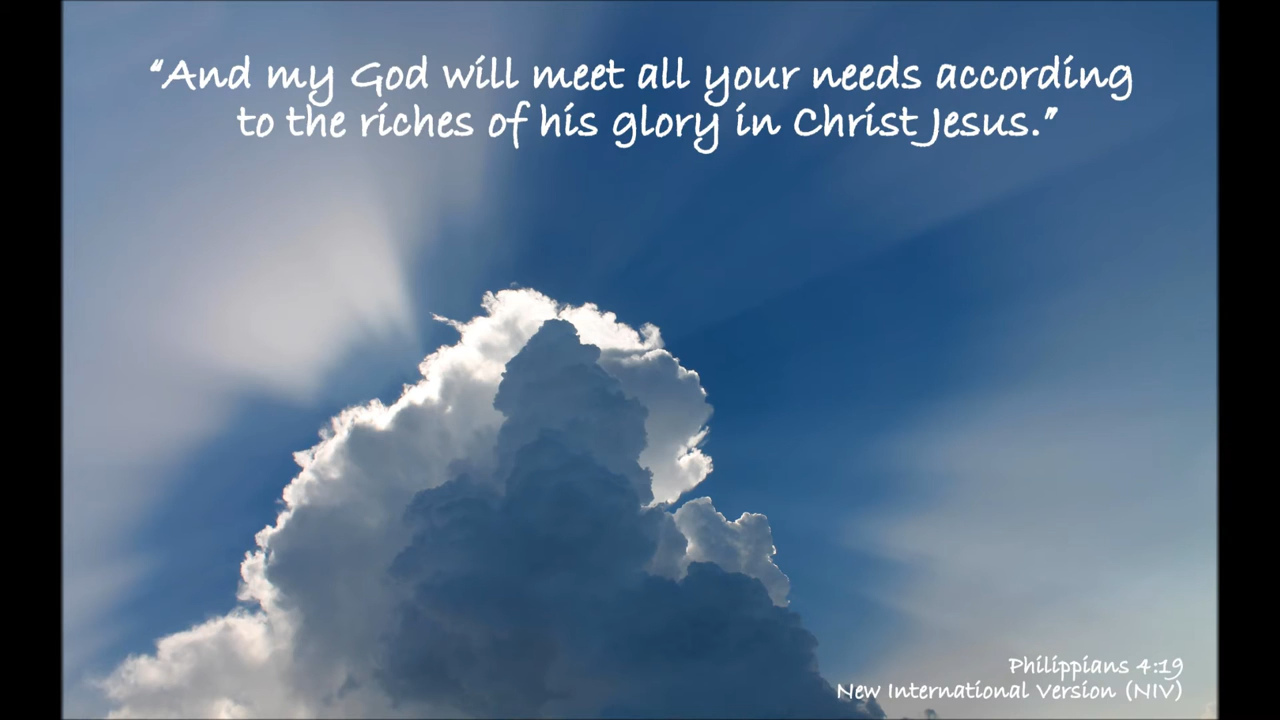 “And my God will meet all your needs according
to the riches of his glory in Christ Jesus.”
Philippians 4:19
New International Version (NIV)